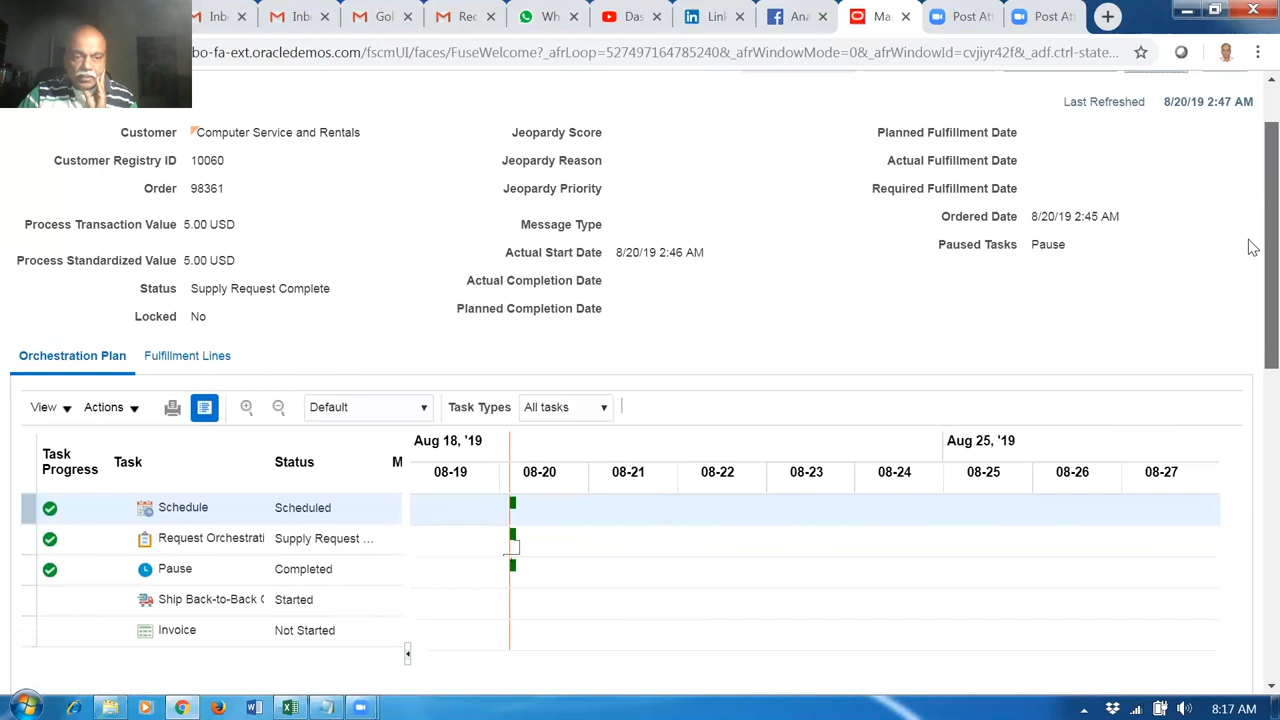 Inb
Inb
Gol
Rec
W
Das
Link
Ana
Ma
Post At
Post At
bo-fa-ext.oracledemos.com/fscmUI/faces/FuseWelcome?_afrLoop=5274971647852​40&_afrWindowMode=0&_afrWindowId=cvjiyr42f&_adf.ctrl-state...
Last Refreshed 8/20/19 2:47 AM
Customer Computer Service and Rentals
Customer Registry ID 10060
Order 98361
Process Transaction Value 5.00 USD
Process Standardized Value 5.00 USD
Status Supply Request Complete
Locked No
Jeopardy Score
Jeopardy Reason
Jeopardy Priority
Message Type
Actual Start Date 8/20/19 2:46 AM
Actual Completion Date
Planned Completion Date
Planned Fulfillment Date
Actual Fulfillment Date
Required Fulfillment Date
Ordered Date 8/20/19 2:45 AM
Paused Tasks Pause
Orchestration Plan Fulfillment Lines
View Actions Default Task Types All tasks
Task Progress Task Status M
Aug 18, '19 Aug 25, '19
08-19 08-20 08-21 08-22 08-23 08-24 08-25 08-26 08-27
Schedule Scheduled
Request Orchestrati Supply Request ...
Pause Completed
Ship Back-to-Back Started
Invoice Not Started
8:17 AM